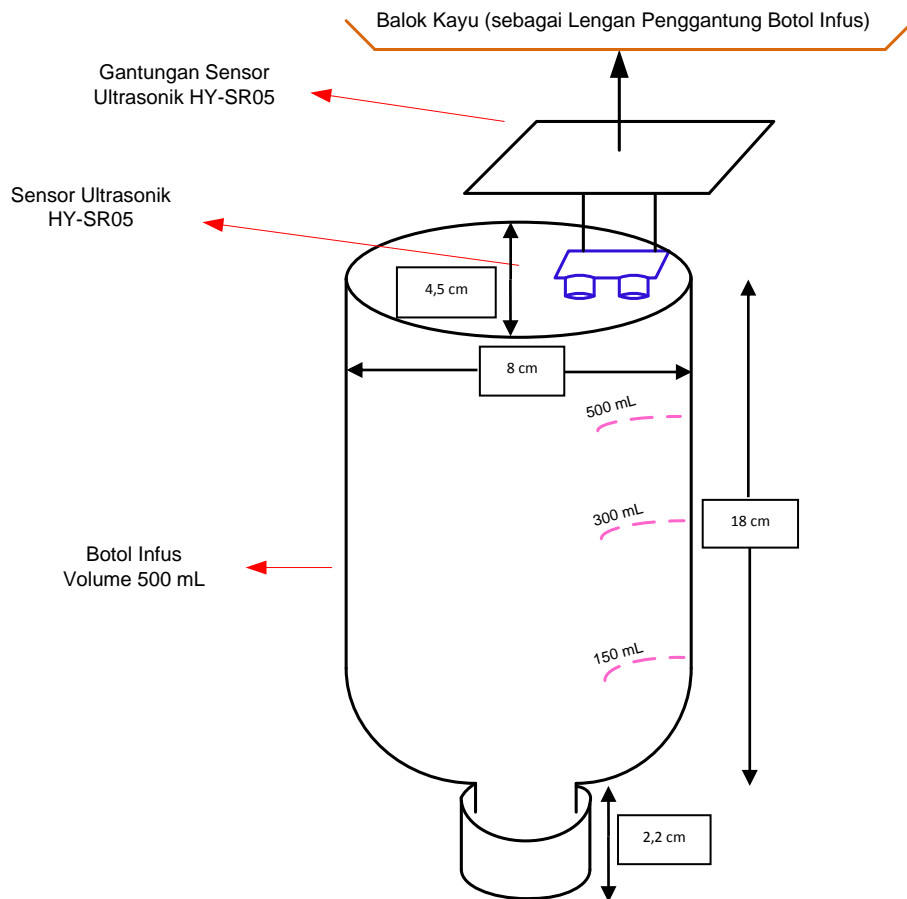 Balok Kayu (sebagai Lengan Penggantung Botol Infus)
Gantungan Sensor
Ultrasonik HY-SR05
Sensor Ultrasonik
HY-SR05
4,5 cm
8 cm
500 mL
300 mL
18 cm
Botol Infus
Volume 500 mL
150 mL
2,2 cm